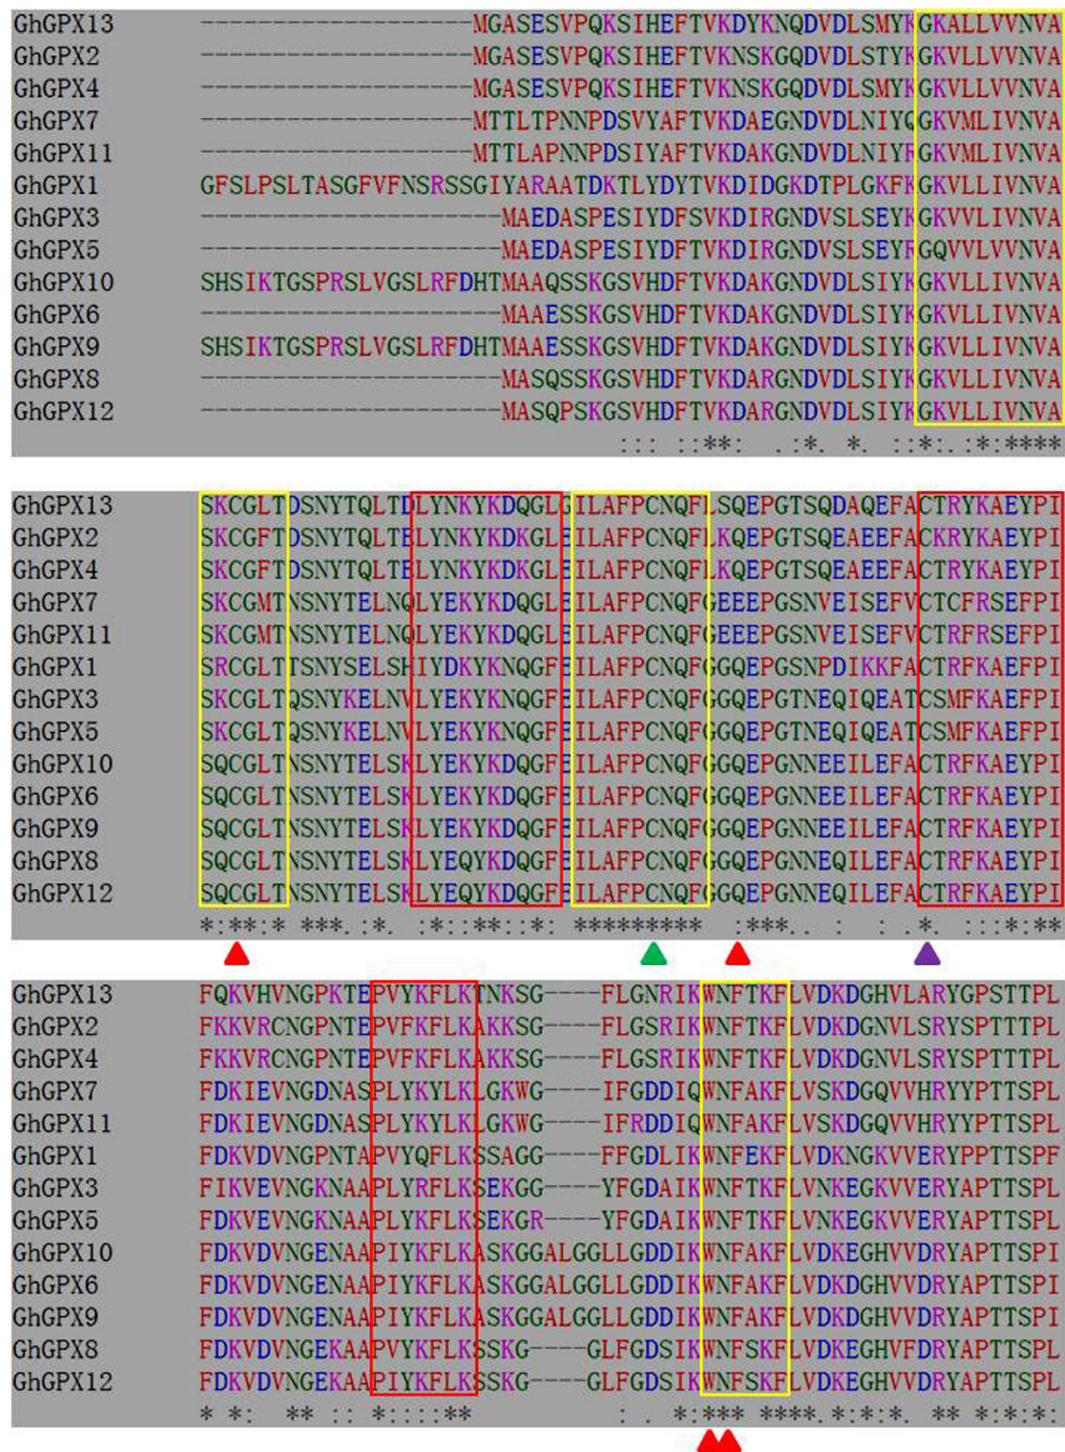 GhGPX13 -------------------MGASESVPQKSIHEFTVKDYKNQDVDLSMYKGKALLVVNVA
GhGPX2 -------------------MGASESVPQKSIHEFTVKNSKGQDVDLSTYKGKVLLVVNVA
GhGPX4 -------------------MGASESVPQKSIHEFTVKNSKGQDVDLSMYKGKVLLVVNVA
GhGPX7 -------------------MTTLTPNNPDSVYAFTVKDAEGNDVDLNIYQGKVMLIVNVA
GhGPX11 -------------------MTTLAPNNPDSIYAFTVKDAKGNDVDLNIYRGKVMLIVNVA
GhGPX1 GFSLPSLTASGFVFNSRSSGIYARAATDKTLYDYTVKDIDGKDTPLGKFKGKVLLIVNVA
GhGPX3 ---------------------MAEDASPESIYDFSVKDIRGNDVSLSEYKGKVVLIVNVA
GhGPX5 ---------------------MAEDASPESIYDFTVKDIRGNDVSLSEYRGQVVLVVNVA
GhGPX10 SHSIKTGSPRSLVGSLRFDHTMAAQSSKGSVHDFTVKDAKGNDVDLSIYKGKVLLIVNVA
GhGPX6 ---------------------MAAESSKGSVHDFTVKDAKGNDVDLSIYKGKVLLIVNVA
GhGPX9 SHSIKTGSPRSLVGSLRFDHTMAAESSKGSVHDFTVKDAKGNDVDLSIYKGKVLLIVNVA
GhGPX8 ---------------------MASQSSKGSVHDFTVKDARGNDVDLSIYKGKVLLIVNVA
GhGPX12 ---------------------MASQPSKGSVHDFTVKDARGNDVDLSIYKGKVLLIVNVA
::: ::**: .:*. *. ::*:.:*:****
GhGPX13 SKCGLTDSNYTQLTDLYNKYKDQGLGILAFPCNQFLSQEPGTSQDAQEFACTRYKAEYPI
GhGPX2 SKCGFTDSNYTQLTELYNKYKDKGLEILAFPCNQFLKQEPGTSQEAEEFACKRYKAEYPI
GhGPX4 SKCGFTDSNYTQLTELYNKYKDKGLEILAFPCNQFLKQEPGTSQEAEEFACTRYKAEYPI
GhGPX7 SKCGMTNSNYTELNQLYEKYKDQGLEILAFPCNQFGEEEPGSNVEISEFVCTCFRSEFPI
GhGPX11 SKCGMTNSNYTELNQLYEKYKDQGLEILAFPCNQFGEEEPGSNVEISEFVCTRFRSEFPI
GhGPX1 SRCGLTTSNYSELSHIYDKYKNQGFEILAFPCNQFGGQEPGSNPDIKKFACTRFKAEFPI
GhGPX3 SKCGLTQSNYKELNVLYEKYKNQGFEILAFPCNQFGGQEPGTNEQIQEATCSMFKAEFPI
GhGPX5 SKCGLTQSNYKELNVLYEKYKNQGFEILAFPCNQFGGQEPGTNEQIQEATCSMFKAEFPI
GhGPX10 SQCGLTNSNYTELSKLYEKYKDQGFEILAFPCNQFGGQEPGNNEEILEFACTRFKAEYPI
GhGPX6 SQCGLTNSNYTELSKLYEKYKDQGFEILAFPCNQFGGQEPGNNEEILEFACTRFKAEYPI
GhGPX9 SQCGLTNSNYTELSKLYEKYKDQGFEILAFPCNQFGGQEPGNNEEILEFACTRFKAEYPI
GhGPX8 SQCGLTNSNYTELSKLYEQYKDQGFEILAFPCNQFGGQEPGNNEQILEFACTRFKAEYPI
GhGPX12 SQCGLTNSNYTELSKLYEQYKDQGFEILAFPCNQFGGQEPGNNEQILEFACTRFKAEYPI
*:**:* ***.:*. :*:**::*: ********* :***.. : : *. :::*:**
GhGPX13 FQKVHVNGPKTEPVYKFLKTNKSG----FLGNRIKWNFTKFLVDKDGHVLARYGPSTTPL
GhGPX2 FKKVRCNGPNTEPVFKFLKAKKSG----FLGSRIKWNFTKFLVDKDGNVLSRYSPTTTPL
GhGPX4 FKKVRCNGPNTEPVFKFLKAKKSG----FLGSRIKWNFTKFLVDKDGNVLSRYSPTTTPL
GhGPX7 FDKIEVNGDNASPLYKYLKLGKWG----IFGDDIQWNFAKFLVSKDGQVVHRYYPTTSPL
GhGPX11 FDKIEVNGDNASPLYKYLKLGKWG----IFRDDIQWNFAKFLVSKDGQVVHRYYPTTSPL
GhGPX1 FDKVDVNGPNTAPVYQFLKSSAGG----FFGDLIKWNFEKFLVDKNGKVVERYPPTTSPF
GhGPX3 FIKVEVNGKNAAPLYRFLKSEKGG----YFGDAIKWNFTKFLVNKEGKVVERYAPTTSPL
GhGPX5 FDKVEVNGKNAAPLYKFLKSEKGR----YFGDAIKWNFTKFLVNKEGKVVERYAPTTSPL
GhGPX10 FDKVDVNGENAAPIYKFLKASKGGALGGLLGDDIKWNFAKFLVDKEGHVVDRYAPTTSPI
GhGPX6 FDKVDVNGENAAPIYKFLKASKGGALGGLLGDDIKWNFAKFLVDKDGHVVDRYAPTTSPI
GhGPX9 FDKVDVNGENAAPIYKFLKASKGGALGGLLGDDIKWNFAKFLVDKDGHVVDRYAPTTSPI
GhGPX8 FDKVDVNGEKAAPVYKFLKSSKG----GLFGDSIKWNFSKFLVDKDGHVFDRYAPTTSPL
GhGPX12 FDKVDVNGEKAAPIYKFLKSSKG----GLFGDSIKWNFSKFLVDKEGHVVDRYAPTTSPL
* *: ** :: *::::** : . *:*** ****.*:*:*. ** *:*:*: